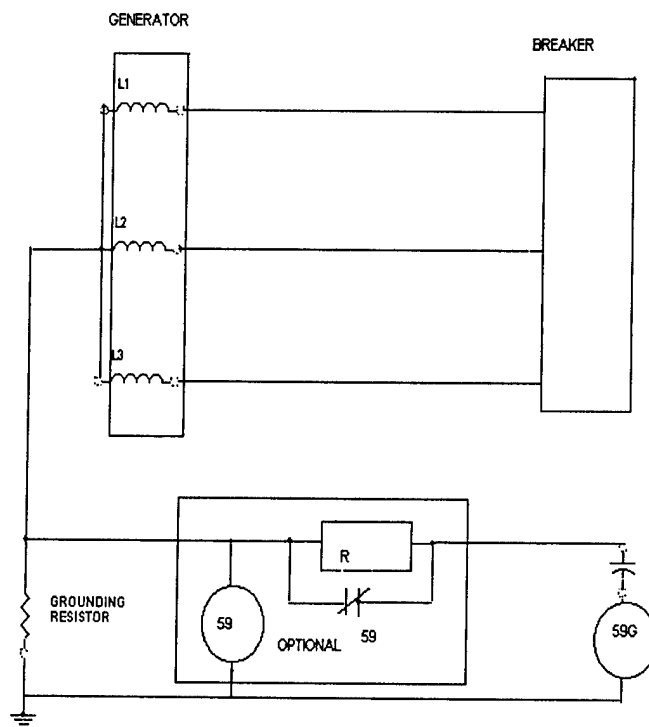 GENERATOR
BREAKER
L1
L2
L3
R
GROUNDING
RESISTOR
59
OPTIONAL
59
59G